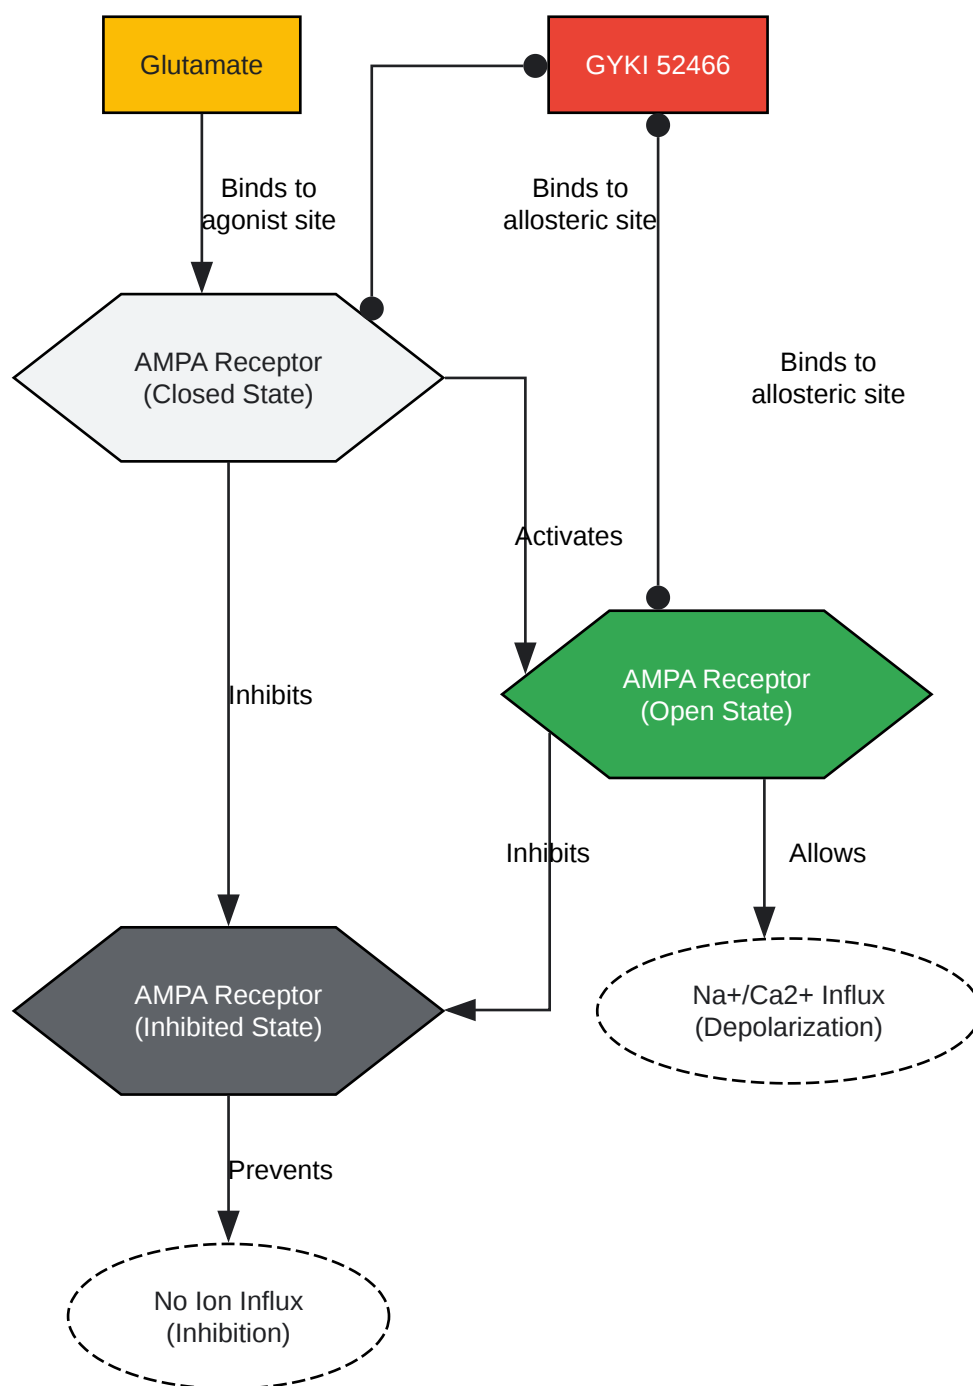 Glutamate
GYKI 52466
Binds to
agonist site
Binds to
allosteric site
AMPA Receptor
(Closed State)
Binds to
allosteric site
Activates
Inhibits
AMPA Receptor
(Open State)
Inhibits
Allows
AMPA Receptor
(Inhibited State)
Na+/Ca2+ Influx
(Depolarization)
Prevents
No Ion Influx
(Inhibition)